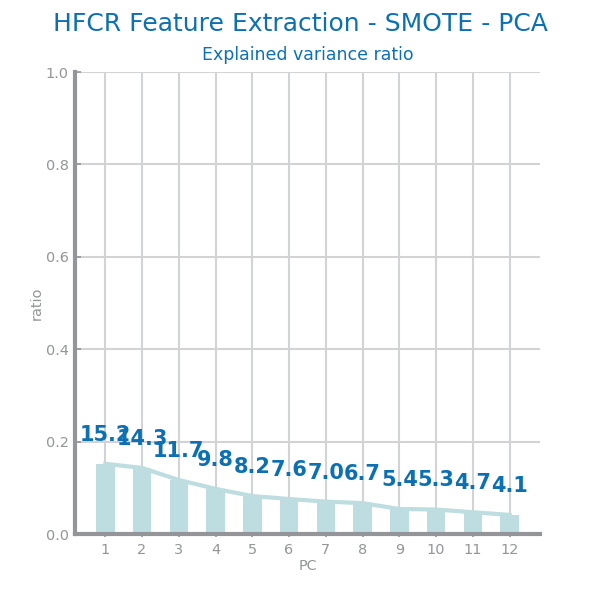 HFCR Feature Extraction - SMOTE - PCA
Explained variance ratio
1.0
0.8
0.6
0.4
0.2
0.0
ratio
15.2 14.3 11.7 9.8 8.2 7.6 7.0 6.7 5.4 5.3 4.7 4.1
1 2 3 4 5 6 7 8 9 10 11 12
PC